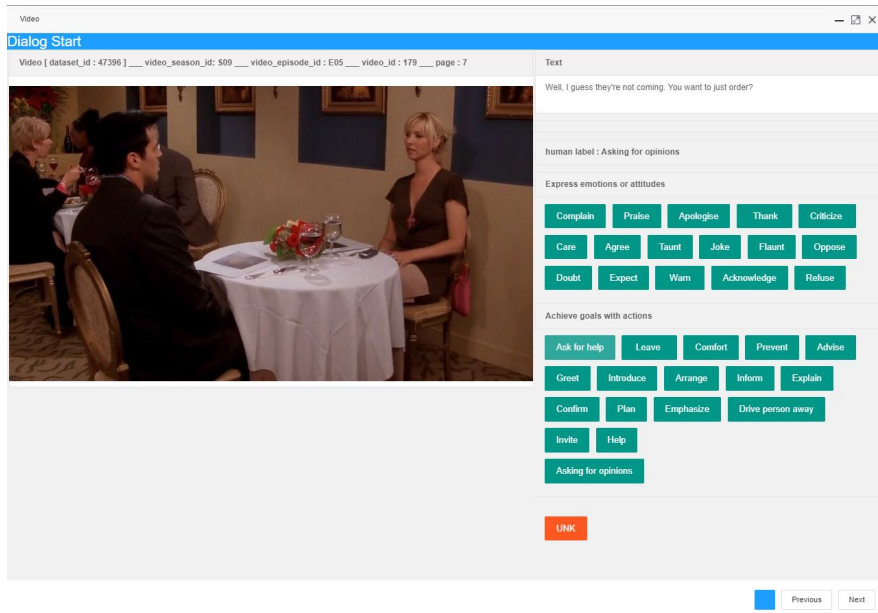 Video
Dialog Start
Video [ dataset_id : 47396 ] ___ video_season_id: S09 ___ video_episode_id : E05 ___ video_id : 179 ___ page : 7
Text
Well, I guess they're not coming. You want to just order?
human label : Asking for opinions
Express emotions or attitudes
Complain Praise Apologise Thank Criticize
Care Agree Taunt Joke Flaunt Oppose
Doubt Expect Warn Acknowledge Refuse
Achieve goals with actions
Ask for help Leave Comfort Prevent Advise
Greet Introduce Arrange Inform Explain
Confirm Plan Emphasize Drive person away
Invite Help
Asking for opinions
UNK
Previous Next